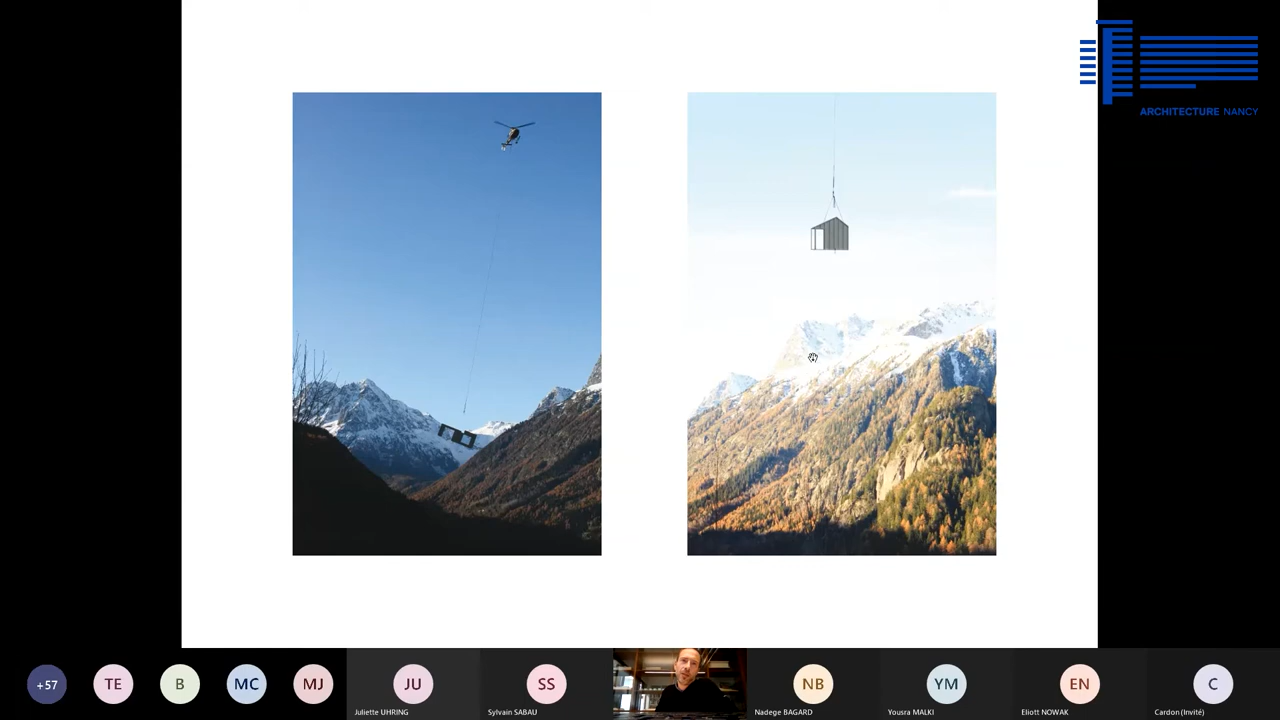 ARCHITECTURE NANCY
+57
TE
B
MC
MJ
JU
SS
NB
YM
EN
C
Juliette UHRING
Sylvain SABAU
Nadege BAGARD
Yousra MALKI
Eliott NOWAK
Cardon (Invité)